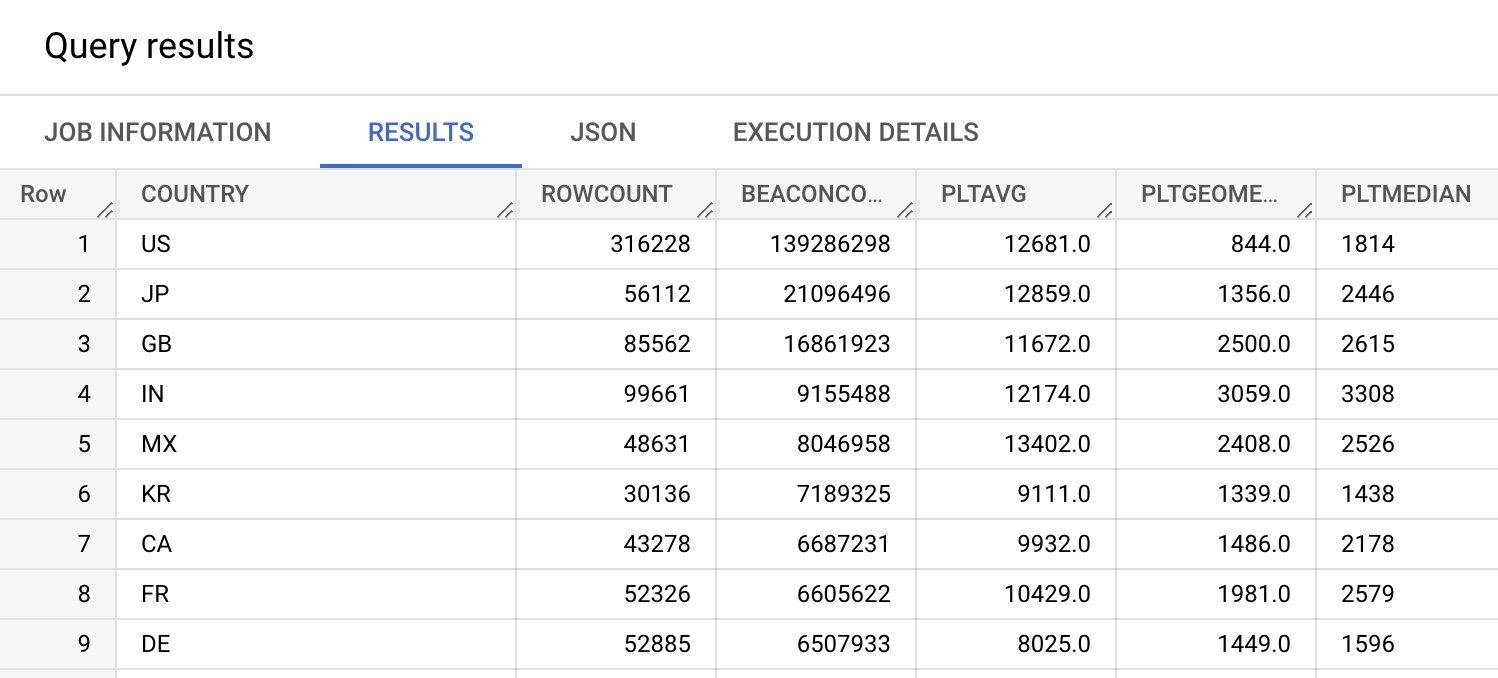 Query results
JOB INFORMATION RESULTS JSON EXECUTION DETAILS
Row COUNTRY ROWCOUNT BEACONCO... PLTAVG PLTGEOME... PLTMEDIAN
1 US 316228 139286298 12681.0 844.0 1814
2 JP 56112 21096496 12859.0 1356.0 2446
3 GB 85562 16861923 11672.0 2500.0 2615
4 IN 99661 9155488 12174.0 3059.0 3308
5 MX 48631 8046958 13402.0 2408.0 2526
6 KR 30136 7189325 9111.0 1339.0 1438
7 CA 43278 6687231 9932.0 1486.0 2178
8 FR 52326 6605622 10429.0 1981.0 2579
9 DE 52885 6507933 8025.0 1449.0 1596